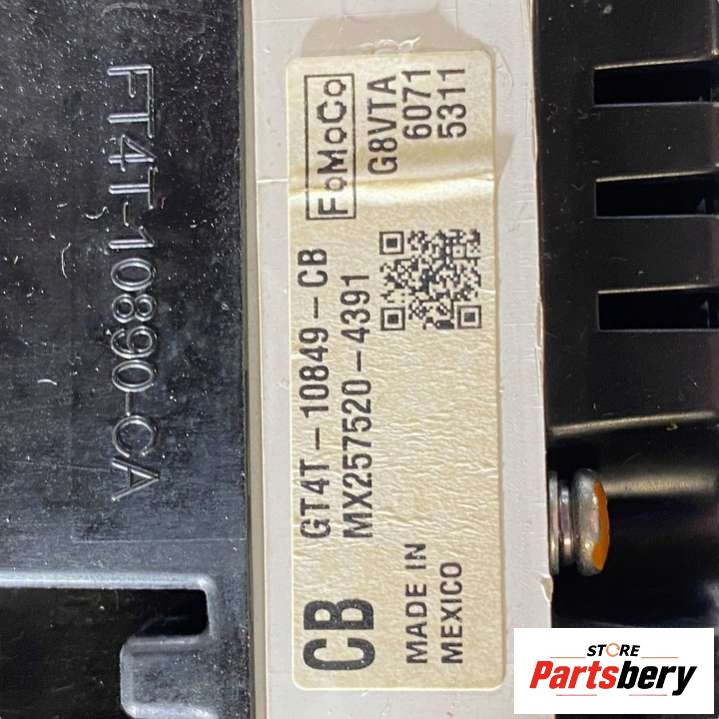 FT4T-10890-CA
CB
GT4T-10849-CB
MX257520-4391
MADE IN
MEXICO
FoMoCo
G8VTA
6071
5311
STORE
Partsbery